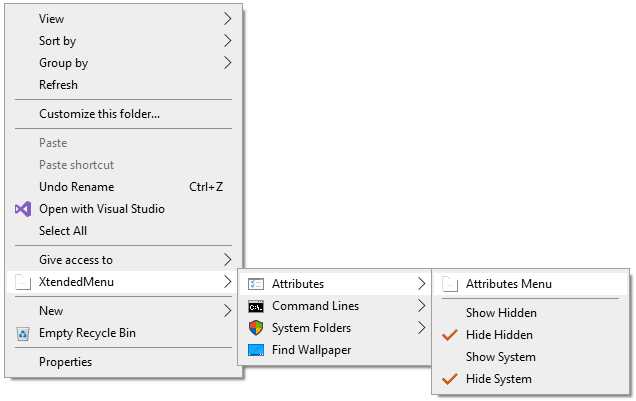 View
Sort by
Group by
Refresh
Customize this folder...
Paste
Paste shortcut
Undo Rename Ctrl+Z
Open with Visual Studio
Select All
Give access to
XtendedMenu
New
Empty Recycle Bin
Properties
Attributes
Command Lines
System Folders
Find Wallpaper
Attributes Menu
Show Hidden
Hide Hidden
Show System
Hide System